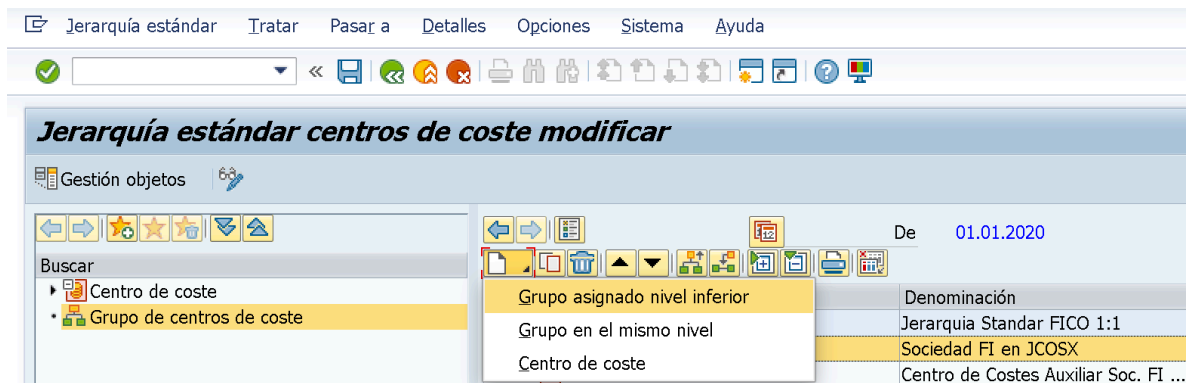 Jerarquía estándar Tratar Pasar a Detalles Opciones Sistema Ayuda
Jerarquía estándar centros de coste modificar
Gestión objetos
De 01.01.2020
Buscar
Centro de coste
Grupo de centros de coste
Grupo asignado nivel inferior
Grupo en el mismo nivel
Centro de coste
Denominación
Jerarquia Standar FICO 1:1
Sociedad FI en JCOSX
Centro de Costes Auxiliar Soc. FI ...